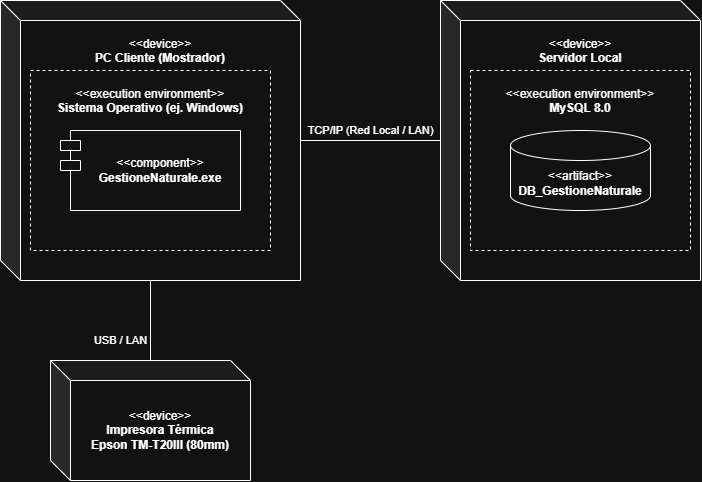 <<device>>
PC Cliente (Mostrador)
<<execution environment>>
Sistema Operativo (ej. Windows)
<<component>>
GestioneNaturale.exe
TCP/IP (Red Local / LAN)
<<device>>
Servidor Local
<<execution environment>>
MySQL 8.0
<<artifact>>
DB_GestioneNaturale
USB / LAN
<<device>>
Impresora Térmica
Epson TM-T20III (80mm)